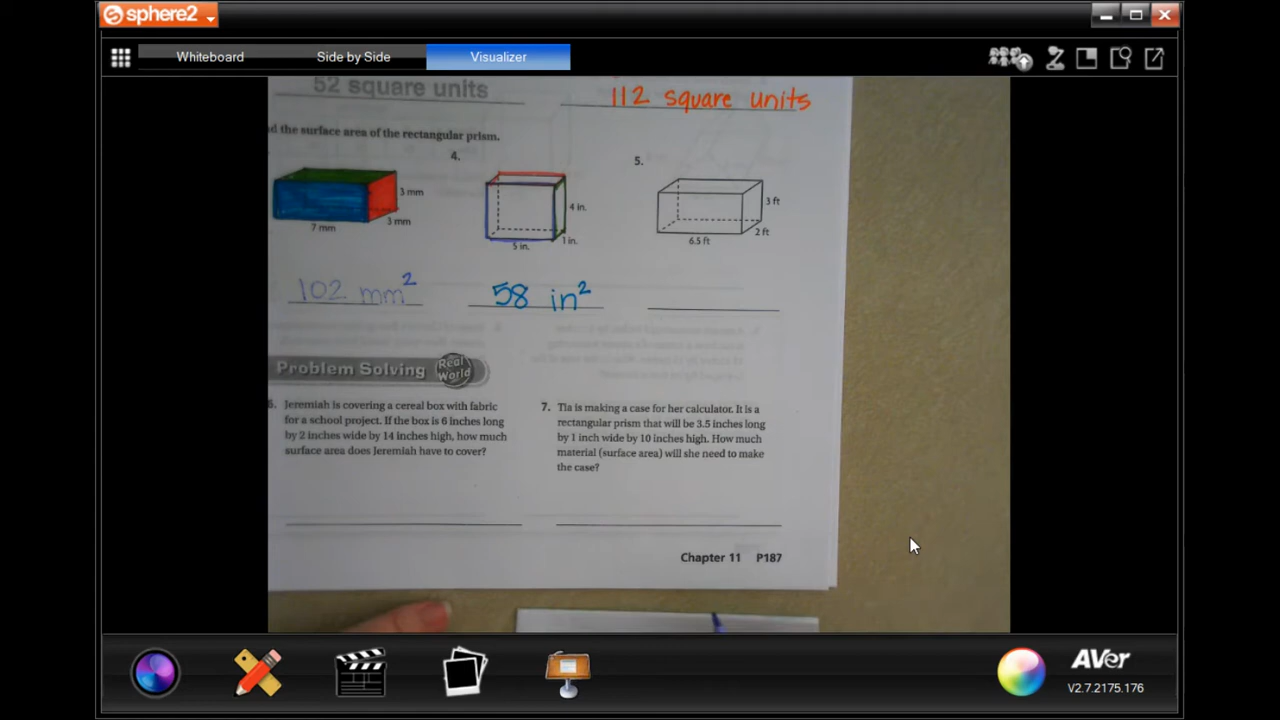 sphere2
Whiteboard Side by Side Visualizer
52 square units
112 square units
d the surface area of the rectangular prism.
4.
5.
3 mm
3 mm
7 mm
4 in.
1 in.
5 in.
3 ft
2 ft
6.5 ft
102 mm²
58 in²
Problem Solving Real World
6. Jeremiah is covering a cereal box with fabric
for a school project. If the box is 6 inches long
by 2 inches wide by 14 inches high, how much
surface area does Jeremiah have to cover?
7. Tia is making a case for her calculator. It is a
rectangular prism that will be 3.5 inches long
by 1 inch wide by 10 inches high. How much
material (surface area) will she need to make
the case?
Chapter 11 P187
AVer
V2.7.2175.176